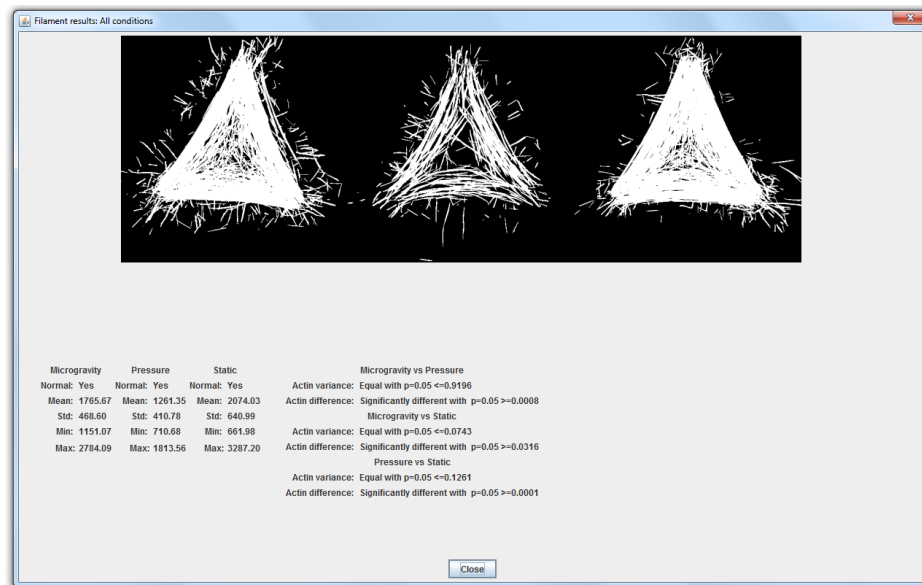 Filament results: All conditions
Microgravity Pressure Static
Normal: Yes Normal: Yes Normal: Yes
Mean: 1765.67 Mean: 1261.35 Mean: 2074.03
Std: 468.60 Std: 410.78 Std: 640.99
Min: 1151.07 Min: 710.68 Min: 661.98
Max: 2784.09 Max: 1813.56 Max: 3287.20
Microgravity vs Pressure
Actin variance: Equal with p=0.05 <=0.9196
Actin difference: Significantly different with p=0.05 >=0.0008
Microgravity vs Static
Actin variance: Equal with p=0.05 <=0.0743
Actin difference: Significantly different with p=0.05 >=0.0316
Pressure vs Static
Actin variance: Equal with p=0.05 <=0.1261
Actin difference: Significantly different with p=0.05 >=0.0001
Close